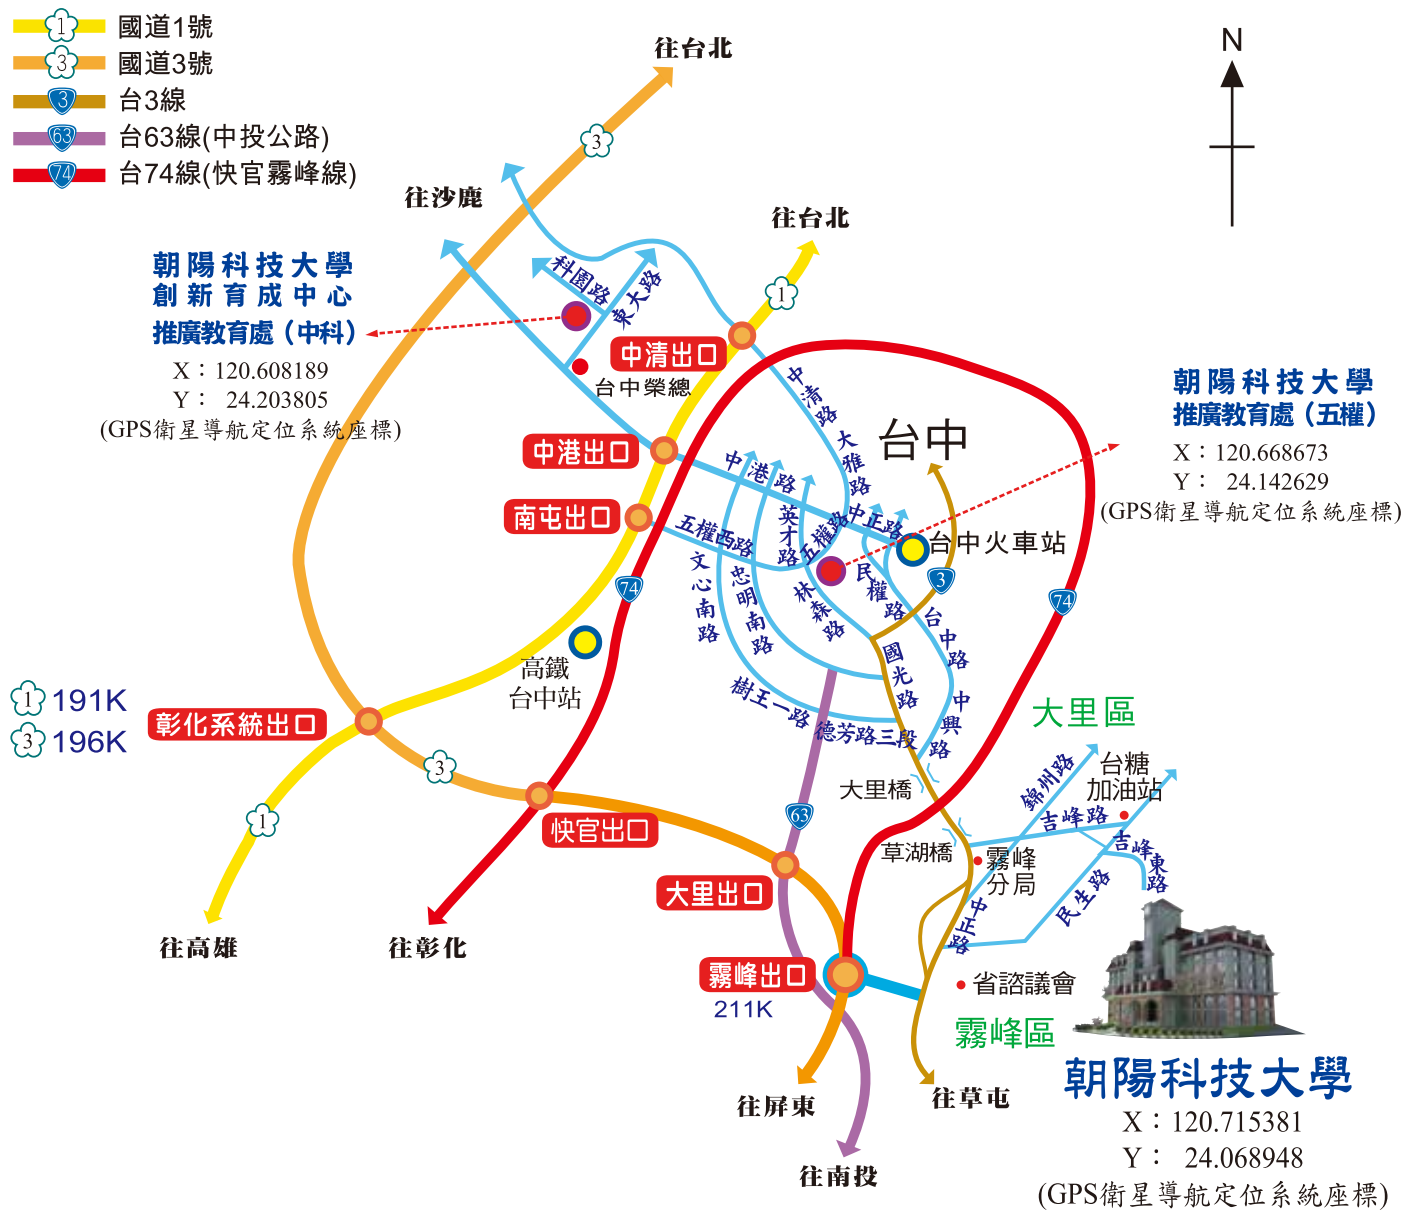 1 國道1號
3 國道3號
3 台3線
63 台63線(中投公路)
74 台74線(快官霧峰線)
往台北
N
3
往沙鹿
往台北
1
朝陽科技大學
創新育成中心
推廣教育處（中科）
X：120.608189
Y： 24.203805
(GPS衛星導航定位系統座標)
科園路
東大路
台中榮總
中清出口
中港出口
南屯出口
中清路
大雅路
台中
朝陽科技大學
推廣教育處（五權）
X：120.668673
Y： 24.142629
(GPS衛星導航定位系統座標)
中港路
五權西路
英才路
五權路
中正路
台中火車站
文心南路
忠明南路
林森路
民權路
台中路
3
74
74
高鐵
台中站
國光路
中興路
樹王一路
德芳路三段
1 191K
3 196K
彰化系統出口
3
1
快官出口
63
大里區
大里橋
錦州路
台糖
加油站
吉峰路
吉峰東路
草湖橋
霧峰
分局
民生路
中正路
大里出口
往高雄
往彰化
霧峰出口
211K
省諮議會
霧峰區
往屏東
往草屯
往南投
朝陽科技大學
X：120.715381
Y： 24.068948
(GPS衛星導航定位系統座標)